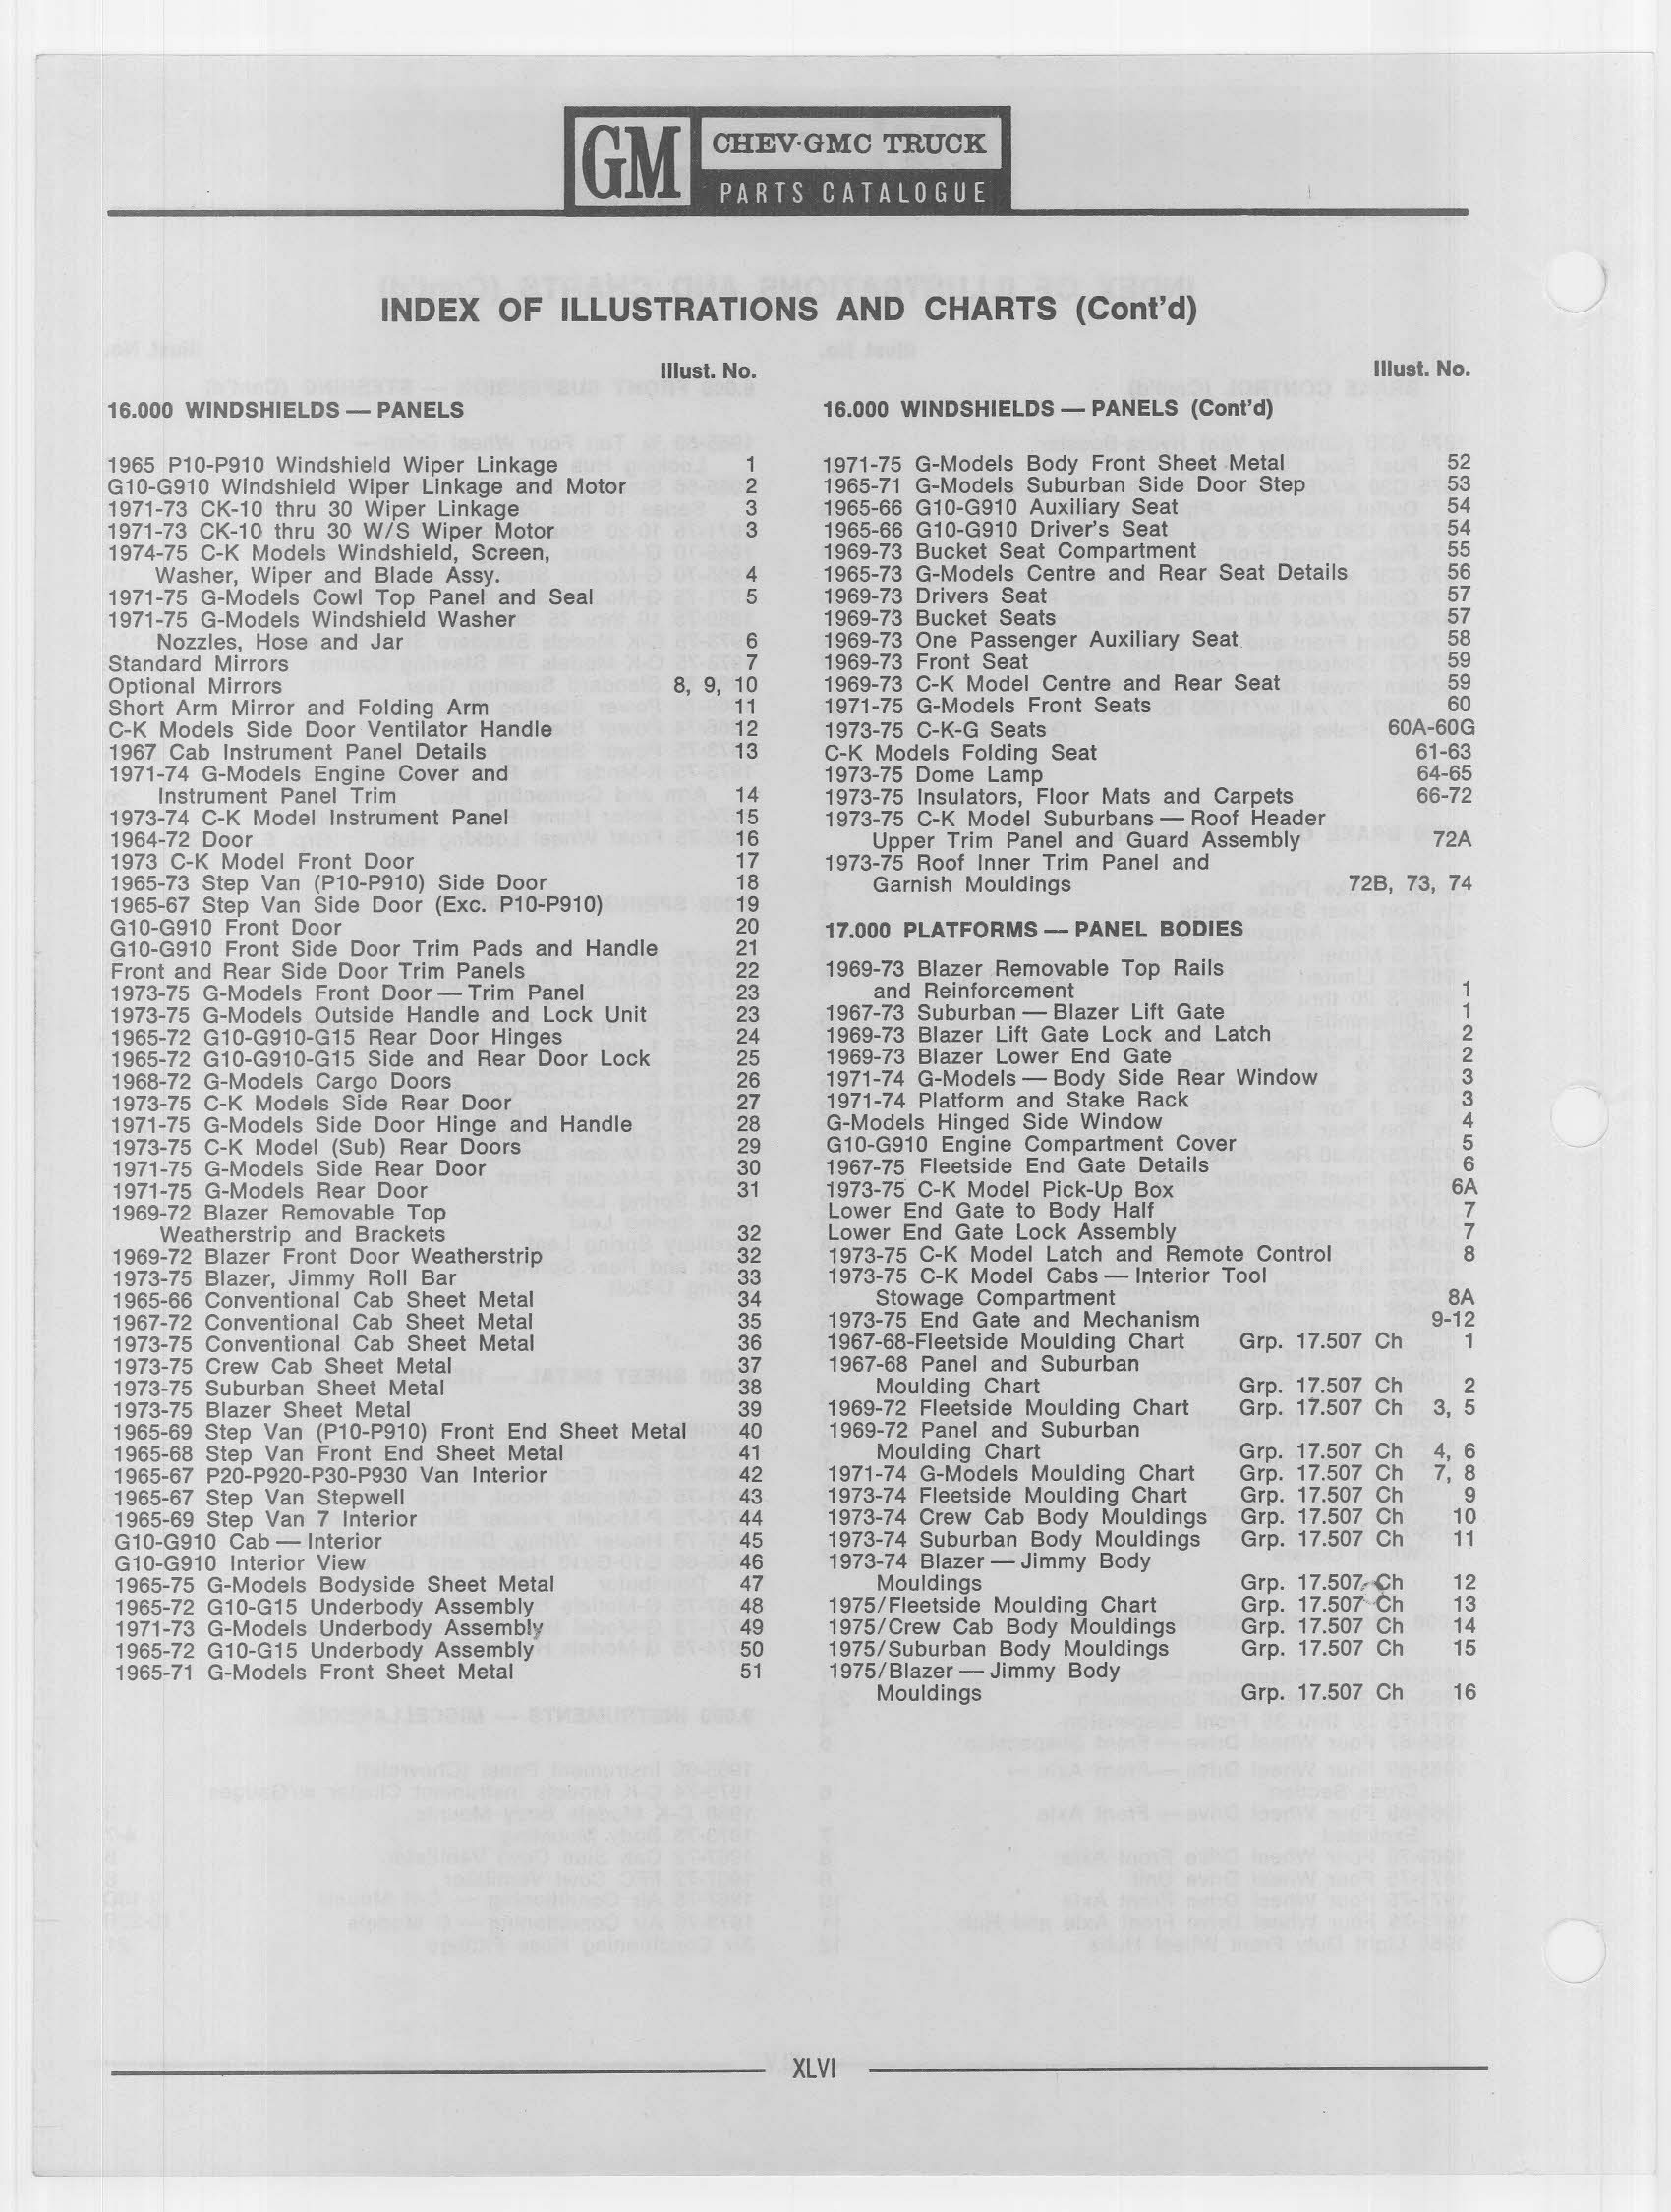 GM CHEV·GMC TRUCK
PARTS CATALOGUE
INDEX OF ILLUSTRATIONS AND CHARTS (Cont'd)
Illust. No.
16.000 WINDSHIELDS — PANELS
1965 P10-P910 Windshield Wiper Linkage 1
G10-G910 Windshield Wiper Linkage and Motor 2
1971-73 CK-10 thru 30 Wiper Linkage 3
1971-73 CK-10 thru 30 W/S Wiper Motor 3
1974-75 C-K Models Windshield, Screen,
Washer, Wiper and Blade Assy. 4
1971-75 G-Models Cowl Top Panel and Seal 5
1971-75 G-Models Windshield Washer
Nozzles, Hose and Jar 6
Standard Mirrors 7
Optional Mirrors 8, 9, 10
Short Arm Mirror and Folding Arm 11
C-K Models Side Door Ventilator Handle 12
1967 Cab Instrument Panel Details 13
1971-74 G-Models Engine Cover and
Instrument Panel Trim 14
1973-74 C-K Model Instrument Panel 15
1964-72 Door 16
1973 C-K Model Front Door 17
1965-73 Step Van (P10-P910) Side Door 18
1965-67 Step Van Side Door (Exc. P10-P910) 19
G10-G910 Front Door 20
G10-G910 Front Side Door Trim Pads and Handle 21
Front and Rear Side Door Trim Panels 22
1973-75 G-Models Front Door — Trim Panel 23
1973-75 G-Models Outside Handle and Lock Unit 23
1965-72 G10-G910-G15 Rear Door Hinges 24
1965-72 G10-G910-G15 Side and Rear Door Lock 25
1968-72 G-Models Cargo Doors 26
1973-75 C-K Models Side Rear Door 27
1971-75 G-Models Side Door Hinge and Handle 28
1973-75 C-K Model (Sub) Rear Doors 29
1971-75 G-Models Side Rear Door 30
1971-75 G-Models Rear Door 31
1969-72 Blazer Removable Top
Weatherstrip and Brackets 32
1969-72 Blazer Front Door Weatherstrip 32
1973-75 Blazer, Jimmy Roll Bar 33
1965-66 Conventional Cab Sheet Metal 34
1967-72 Conventional Cab Sheet Metal 35
1973-75 Conventional Cab Sheet Metal 36
1973-75 Crew Cab Sheet Metal 37
1973-75 Suburban Sheet Metal 38
1973-75 Blazer Sheet Metal 39
1965-69 Step Van (P10-P910) Front End Sheet Metal 40
1965-68 Step Van Front End Sheet Metal 41
1965-67 P20-P920-P30-P930 Van Interior 42
1965-67 Step Van Stepwell 43
1965-69 Step Van 7 Interior 44
G10-G910 Cab — Interior 45
G10-G910 Interior View 46
1965-75 G-Models Bodyside Sheet Metal 47
1965-72 G10-G15 Underbody Assembly 48
1971-73 G-Models Underbody Assembly 49
1965-72 G10-G15 Underbody Assembly 50
1965-71 G-Models Front Sheet Metal 51
Illust. No.
16.000 WINDSHIELDS — PANELS (Cont'd)
1971-75 G-Models Body Front Sheet Metal 52
1965-71 G-Models Suburban Side Door Step 53
1965-66 G10-G910 Auxiliary Seat 54
1965-66 G10-G910 Driver's Seat 54
1969-73 Bucket Seat Compartment 55
1965-73 G-Models Centre and Rear Seat Details 56
1969-73 Drivers Seat 57
1969-73 Bucket Seats 57
1969-73 One Passenger Auxiliary Seat 58
1969-73 Front Seat 59
1969-73 C-K Model Centre and Rear Seat 59
1971-75 G-Models Front Seats 60
1973-75 C-K-G Seats 60A-60G
C-K Models Folding Seat 61-63
1973-75 Dome Lamp 64-65
1973-75 Insulators, Floor Mats and Carpets 66-72
1973-75 C-K Model Suburbans — Roof Header
Upper Trim Panel and Guard Assembly 72A
1973-75 Roof Inner Trim Panel and
Garnish Mouldings 72B, 73, 74
17.000 PLATFORMS — PANEL BODIES
1969-73 Blazer Removable Top Rails
and Reinforcement 1
1967-73 Suburban — Blazer Lift Gate 1
1969-73 Blazer Lift Gate Lock and Latch 2
1969-73 Blazer Lower End Gate 2
1971-74 G-Models — Body Side Rear Window 3
1971-74 Platform and Stake Rack 3
G-Models Hinged Side Window 4
G10-G910 Engine Compartment Cover 5
1967-75 Fleetside End Gate Details 6
1973-75 C-K Model Pick-Up Box 6A
Lower End Gate to Body Half 7
Lower End Gate Lock Assembly 7
1973-75 C-K Model Latch and Remote Control 8
1973-75 C-K Model Cabs — Interior Tool
Stowage Compartment 8A
1973-75 End Gate and Mechanism 9-12
1967-68-Fleetside Moulding Chart Grp. 17.507 Ch 1
1967-68 Panel and Suburban
Moulding Chart Grp. 17.507 Ch 2
1969-72 Fleetside Moulding Chart Grp. 17.507 Ch 3, 5
1969-72 Panel and Suburban
Moulding Chart Grp. 17.507 Ch 4, 6
1971-74 G-Models Moulding Chart Grp. 17.507 Ch 7, 8
1973-74 Fleetside Moulding Chart Grp. 17.507 Ch 9
1973-74 Crew Cab Body Mouldings Grp. 17.507 Ch 10
1973-74 Suburban Body Mouldings Grp. 17.507 Ch 11
1973-74 Blazer — Jimmy Body
Mouldings Grp. 17.507 Ch 12
1975/Fleetside Moulding Chart Grp. 17.507 Ch 13
1975/Crew Cab Body Mouldings Grp. 17.507 Ch 14
1975/Suburban Body Mouldings Grp. 17.507 Ch 15
1975/Blazer — Jimmy Body
Mouldings Grp. 17.507 Ch 16
XLVI